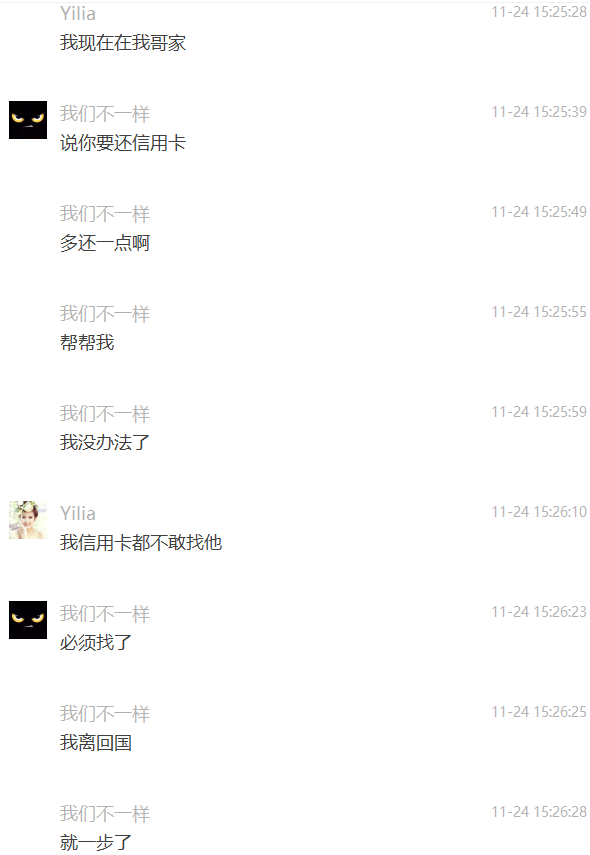 Yilia 11-24 15:25:28
我现在在我哥家
我们不一样 11-24 15:25:39
说你要还信用卡
我们不一样 11-24 15:25:49
多还一点啊
我们不一样 11-24 15:25:55
帮帮我
我们不一样 11-24 15:25:59
我没办法了
Yilia 11-24 15:26:10
我信用卡都不敢找他
我们不一样 11-24 15:26:23
必须找了
我们不一样 11-24 15:26:25
我离回国
我们不一样 11-24 15:26:28
就一步了